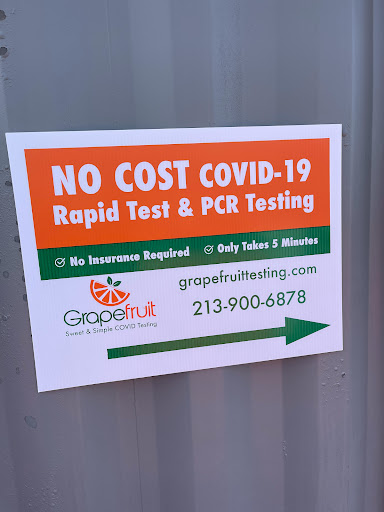 NO COST COVID-19
Rapid Test & PCR Testing
No Insurance Required Only Takes 5 Minutes
grapefruittesting.com
213-900-6878
Grapefruit
Sweet & Simple COVID Testing